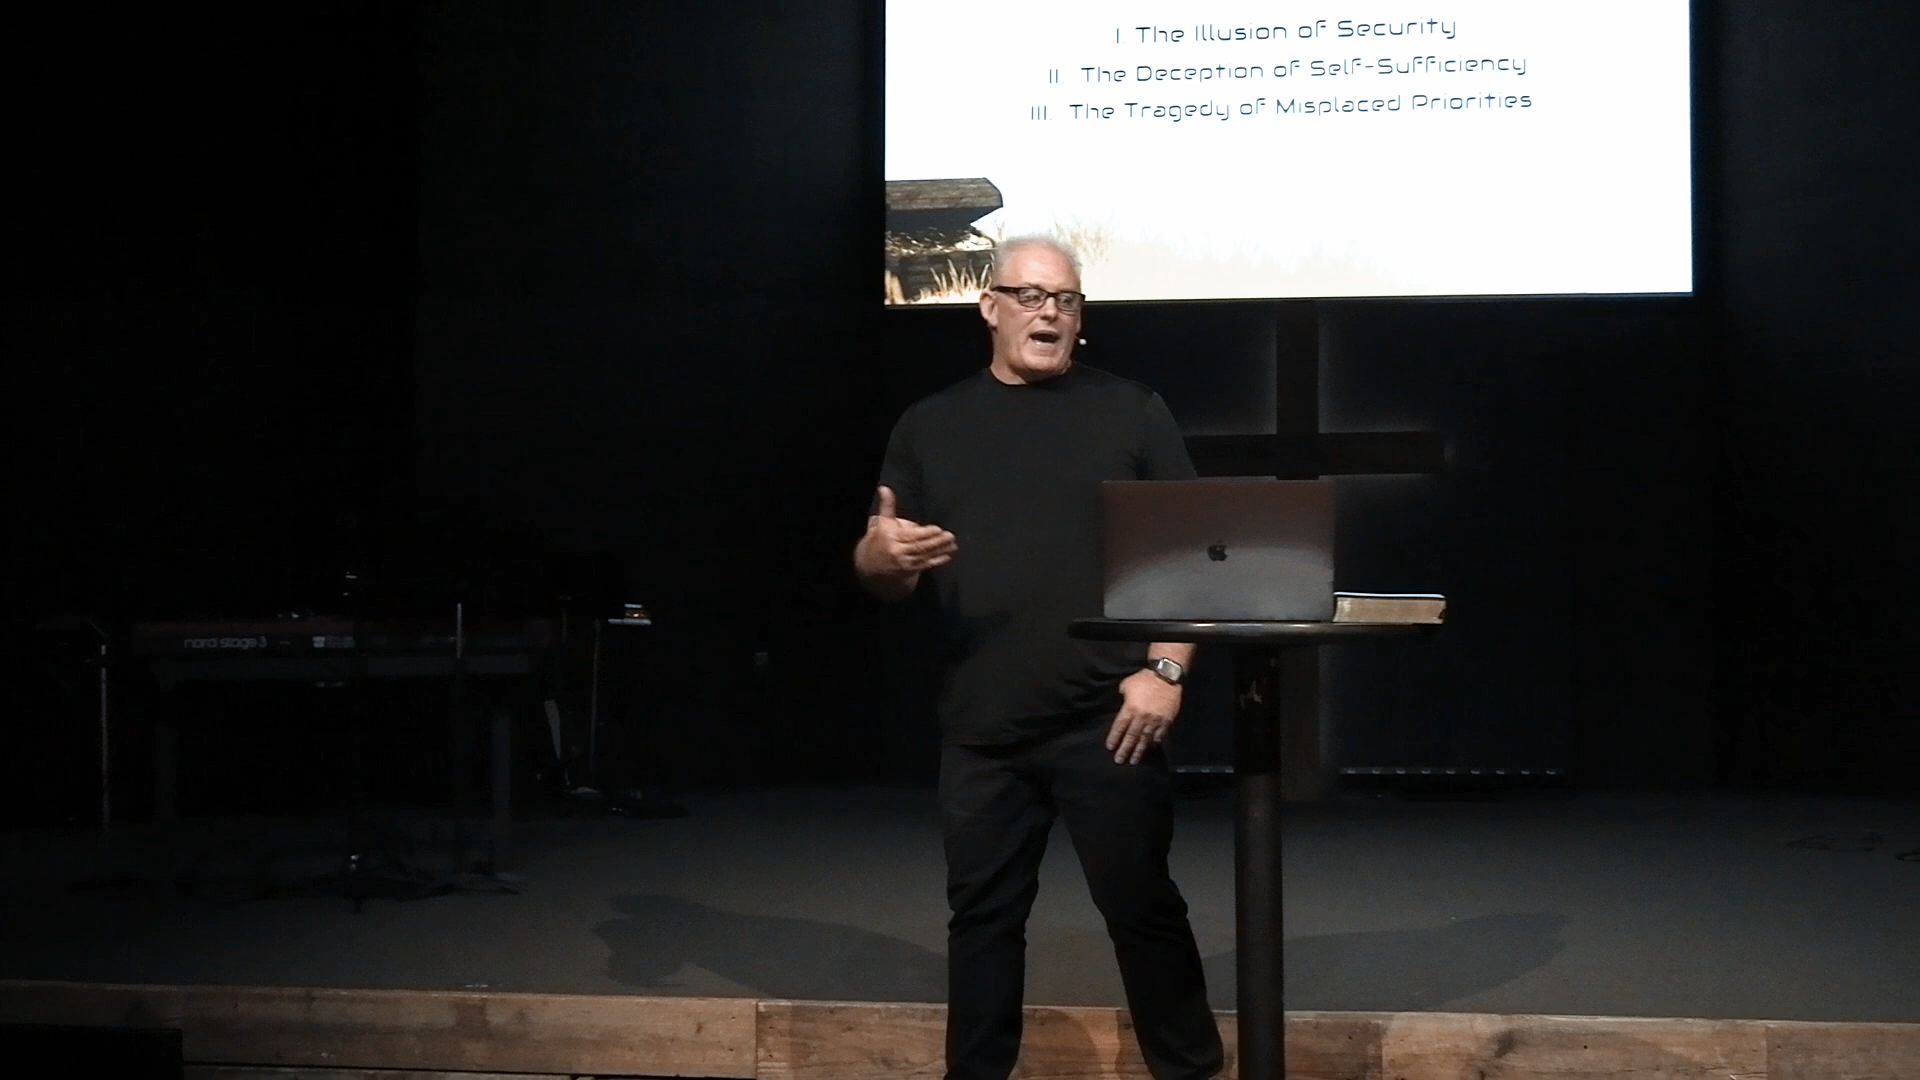 I. The Illusion of Security
II. The Deception of Self-Sufficiency
III. The Tragedy of Misplaced Priorities
nord stage 3